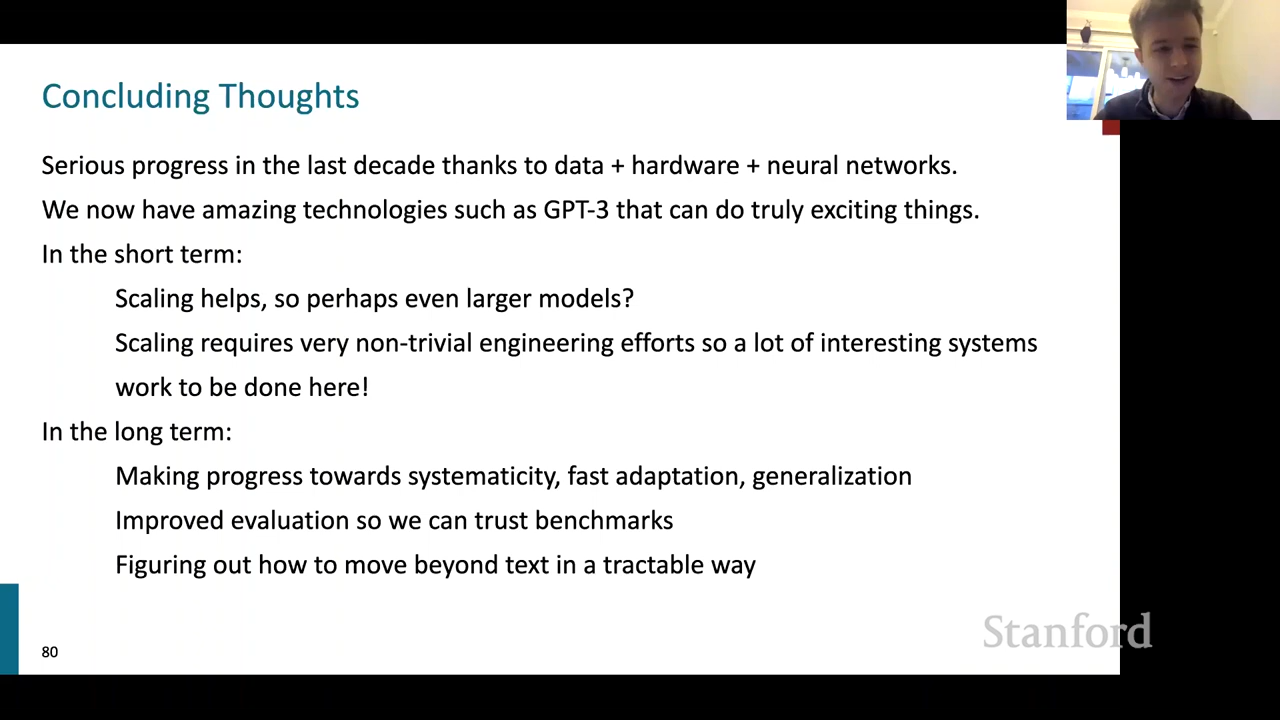 Concluding Thoughts
Serious progress in the last decade thanks to data + hardware + neural networks.
We now have amazing technologies such as GPT-3 that can do truly exciting things.
In the short term:
Scaling helps, so perhaps even larger models?
Scaling requires very non-trivial engineering efforts so a lot of interesting systems
work to be done here!
In the long term:
Making progress towards systematicity, fast adaptation, generalization
Improved evaluation so we can trust benchmarks
Figuring out how to move beyond text in a tractable way
80
Stanford